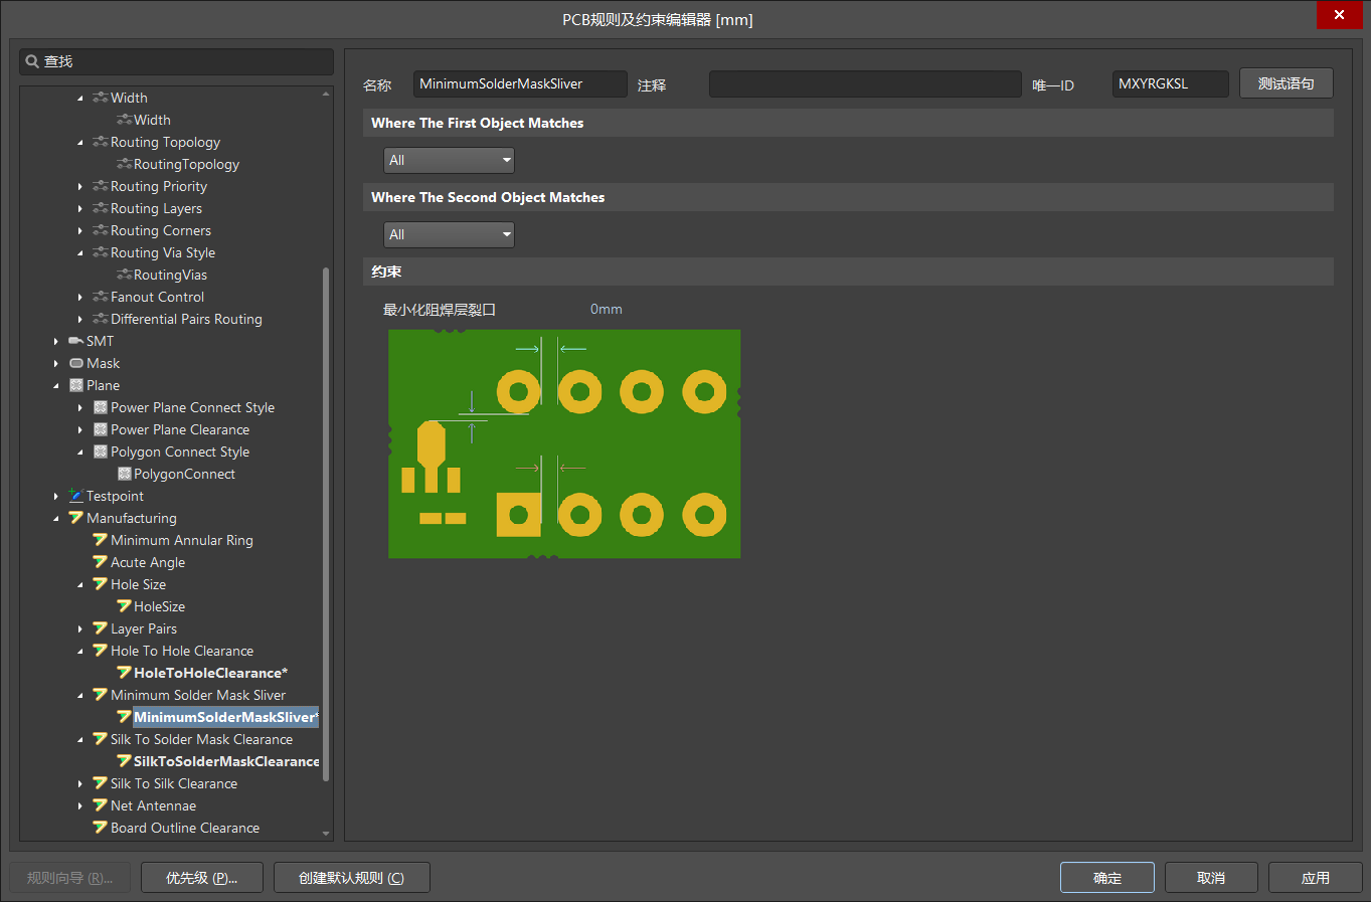 PCB规则及约束编辑器 [mm]
查找
Width
Width
Routing Topology
RoutingTopology
Routing Priority
Routing Layers
Routing Corners
Routing Via Style
RoutingVias
Fanout Control
Differential Pairs Routing
SMT
Mask
Plane
Power Plane Connect Style
Power Plane Clearance
Polygon Connect Style
PolygonConnect
Testpoint
Manufacturing
Minimum Annular Ring
Acute Angle
Hole Size
HoleSize
Layer Pairs
Hole To Hole Clearance
HoleToHoleClearance*
Minimum Solder Mask Sliver
MinimumSolderMaskSliver*
Silk To Solder Mask Clearance
SilkToSolderMaskClearance
Silk To Silk Clearance
Net Antennae
Board Outline Clearance
名称 MinimumSolderMaskSliver 注释 唯一ID MXYRGKSL 测试语句
Where The First Object Matches
All
Where The Second Object Matches
All
约束
最小化阻焊层裂口 0mm
规则向导 (R)... 优先级 (P)... 创建默认规则 (C) 确定 取消 应用